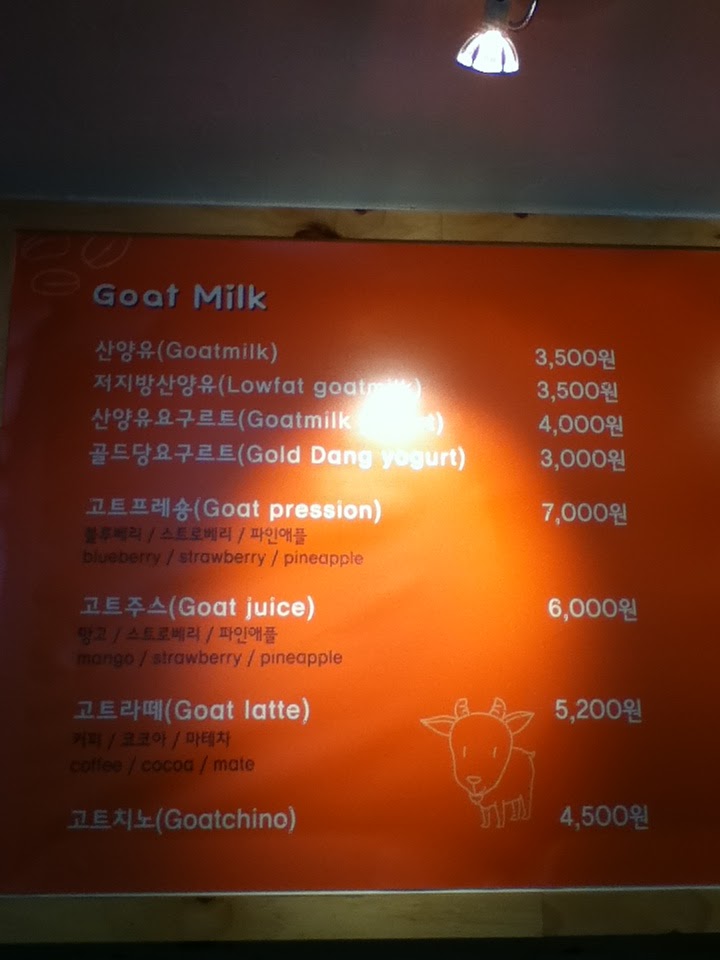 Goat Milk
산양유(Goatmilk) 3,500원
저지방산양유(Lowfat goatmilk) 3,500원
산양유요구르트(Goatmilk 4,000원
골드당요구르트(Gold Dang yogurt) 3,000원
고트프레숑(Goat pression) 7,000원
블루베리 / 스트로베리 / 파인애플
blueberry / strawberry / pineapple
고트주스(Goat juice) 6,000원
망고 / 스트로베리 / 파인애플
mango / strawberry / pineapple
고트라떼(Goat latte) 5,200원
커피 / 코코아 / 마테차
coffee / cocoa / mate
고트치노(Goatchino) 4,500원